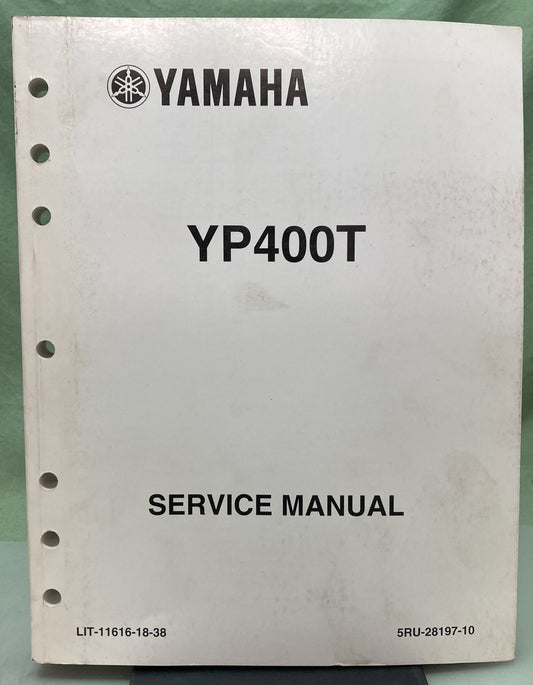 YAMAHA
YP400T
SERVICE MANUAL
LIT-11616-18-38 5RU-28197-10